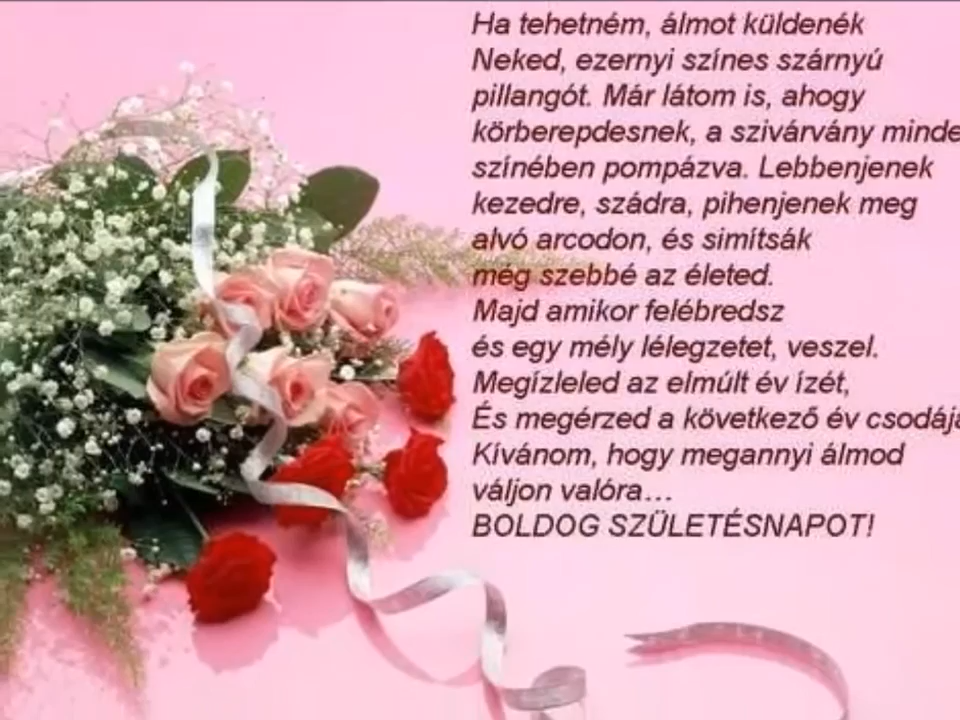 Ha tehetném, álmot küldenék
Neked, ezernyi színes szárnyú
pillangót. Már látom is, ahogy
körberepdesnek, a szivárvány minde
színében pompázva. Lebbenjenek
kezedre, szádra, pihenjenek meg
alvó arcodon, és simítsák
még szebbé az életed.
Majd amikor felébredsz
és egy mély lélegzetet, veszel.
Megízleled az elmúlt év ízét,
És megérzed a következő év csodájá
Kívánom, hogy megannyi álmod
váljon valóra…
BOLDOG SZÜLETÉSNAPOT!